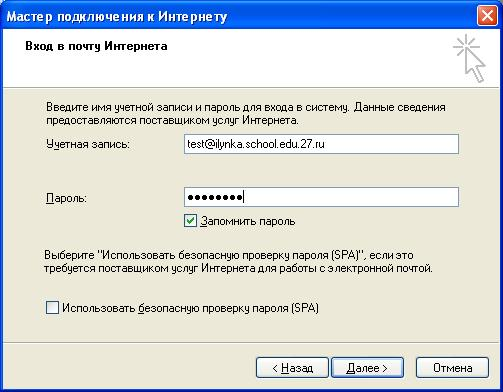 Мастер подключения к Интернету
Вход в почту Интернета
Введите имя учетной записи и пароль для входа в систему. Данные сведения
предоставляются поставщиком услуг Интернета.
Учетная запись: test@ilynka.school.edu.27.ru
Пароль: ●●●●●●●●
Запомнить пароль
Выберите "Использовать безопасную проверку пароля (SPA)", если это
требуется поставщиком услуг Интернета для работы с электронной почтой.
Использовать безопасную проверку пароля (SPA)
< Назад Далее > Отмена